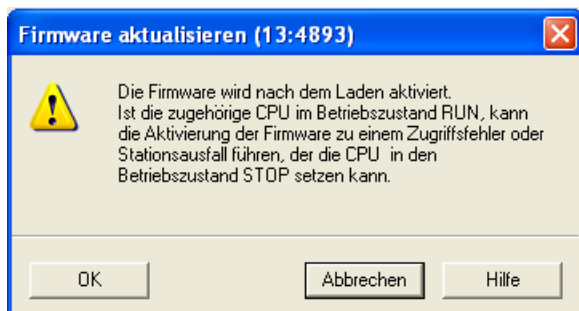 Firmware aktualisieren (13:4893)
Die Firmware wird nach dem Laden aktiviert.
Ist die zugehörige CPU im Betriebszustand RUN, kann
die Aktivierung der Firmware zu einem Zugriffsfehler oder
Stationsausfall führen, der die CPU in den
Betriebszustand STOP setzen kann.
OK
Abbrechen
Hilfe